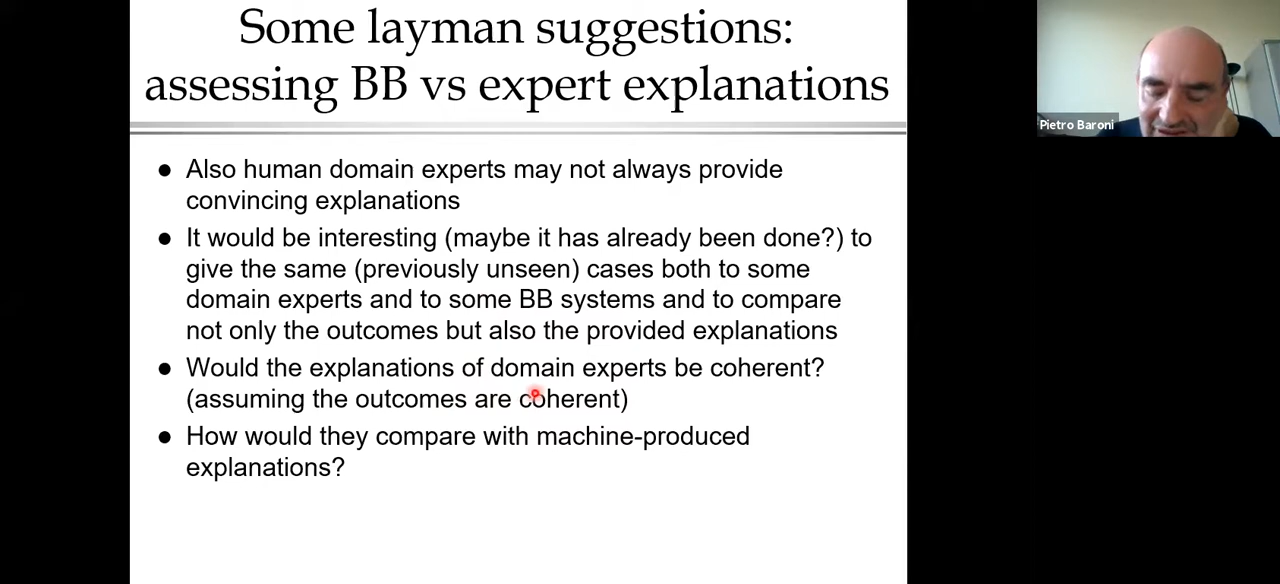 Some layman suggestions:
assessing BB vs expert explanations
Pietro Baroni
● Also human domain experts may not always provide
convincing explanations
● It would be interesting (maybe it has already been done?) to
give the same (previously unseen) cases both to some
domain experts and to some BB systems and to compare
not only the outcomes but also the provided explanations
● Would the explanations of domain experts be coherent?
(assuming the outcomes are coherent)
● How would they compare with machine-produced
explanations?